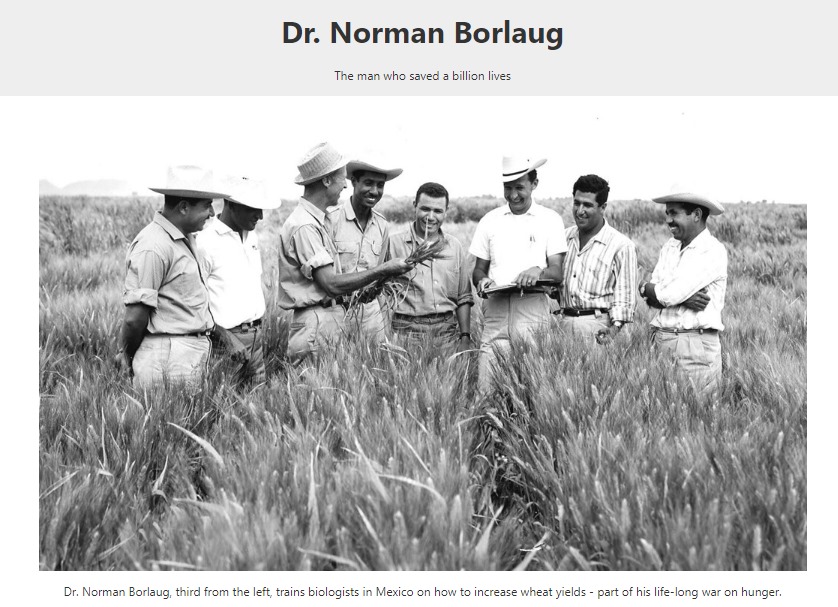 Dr. Norman Borlaug
The man who saved a billion lives
Dr. Norman Borlaug, third from the left, trains biologists in Mexico on how to increase wheat yields - part of his life-long war on hunger.